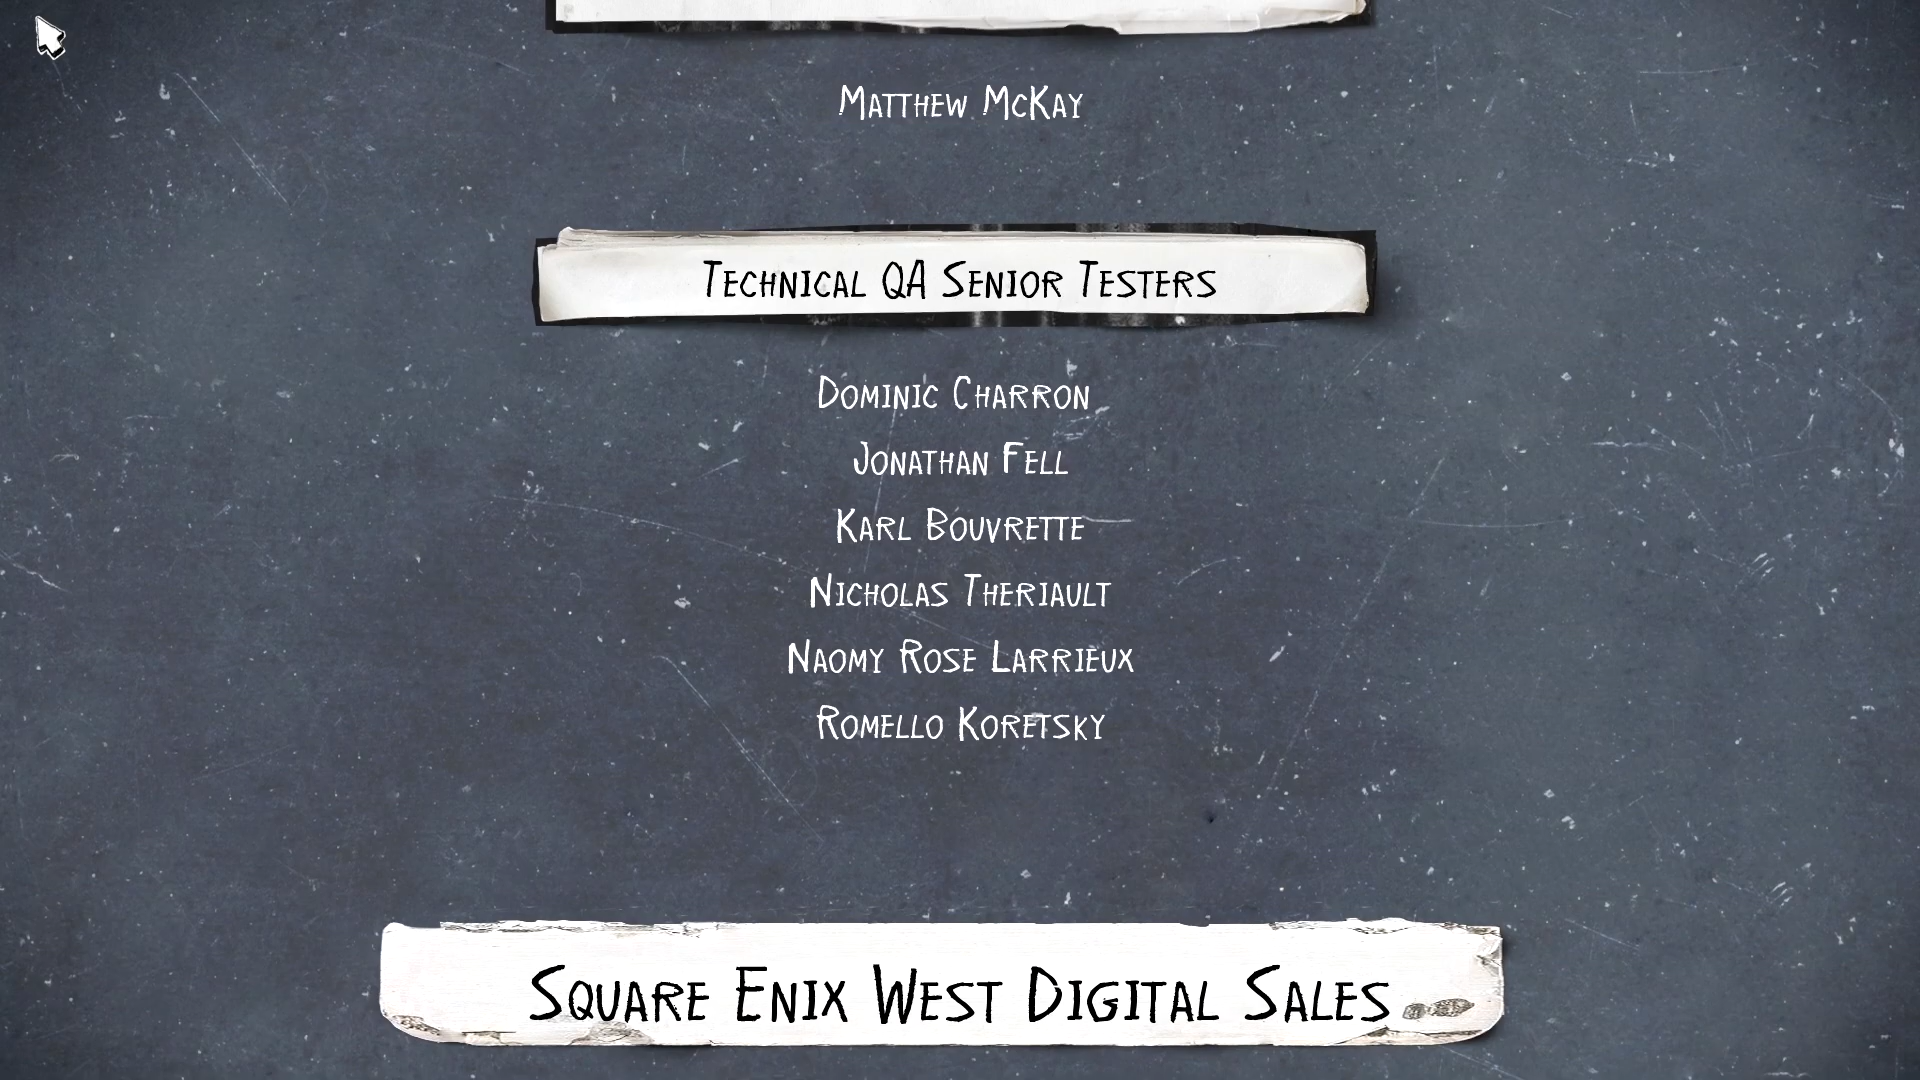 Matthew McKay
Technical QA Senior Testers
Dominic Charron
Jonathan Fell
Karl Bouvrette
Nicholas Theriault
Naomy Rose Larrieux
Romello Koretsky
Square Enix West Digital Sales